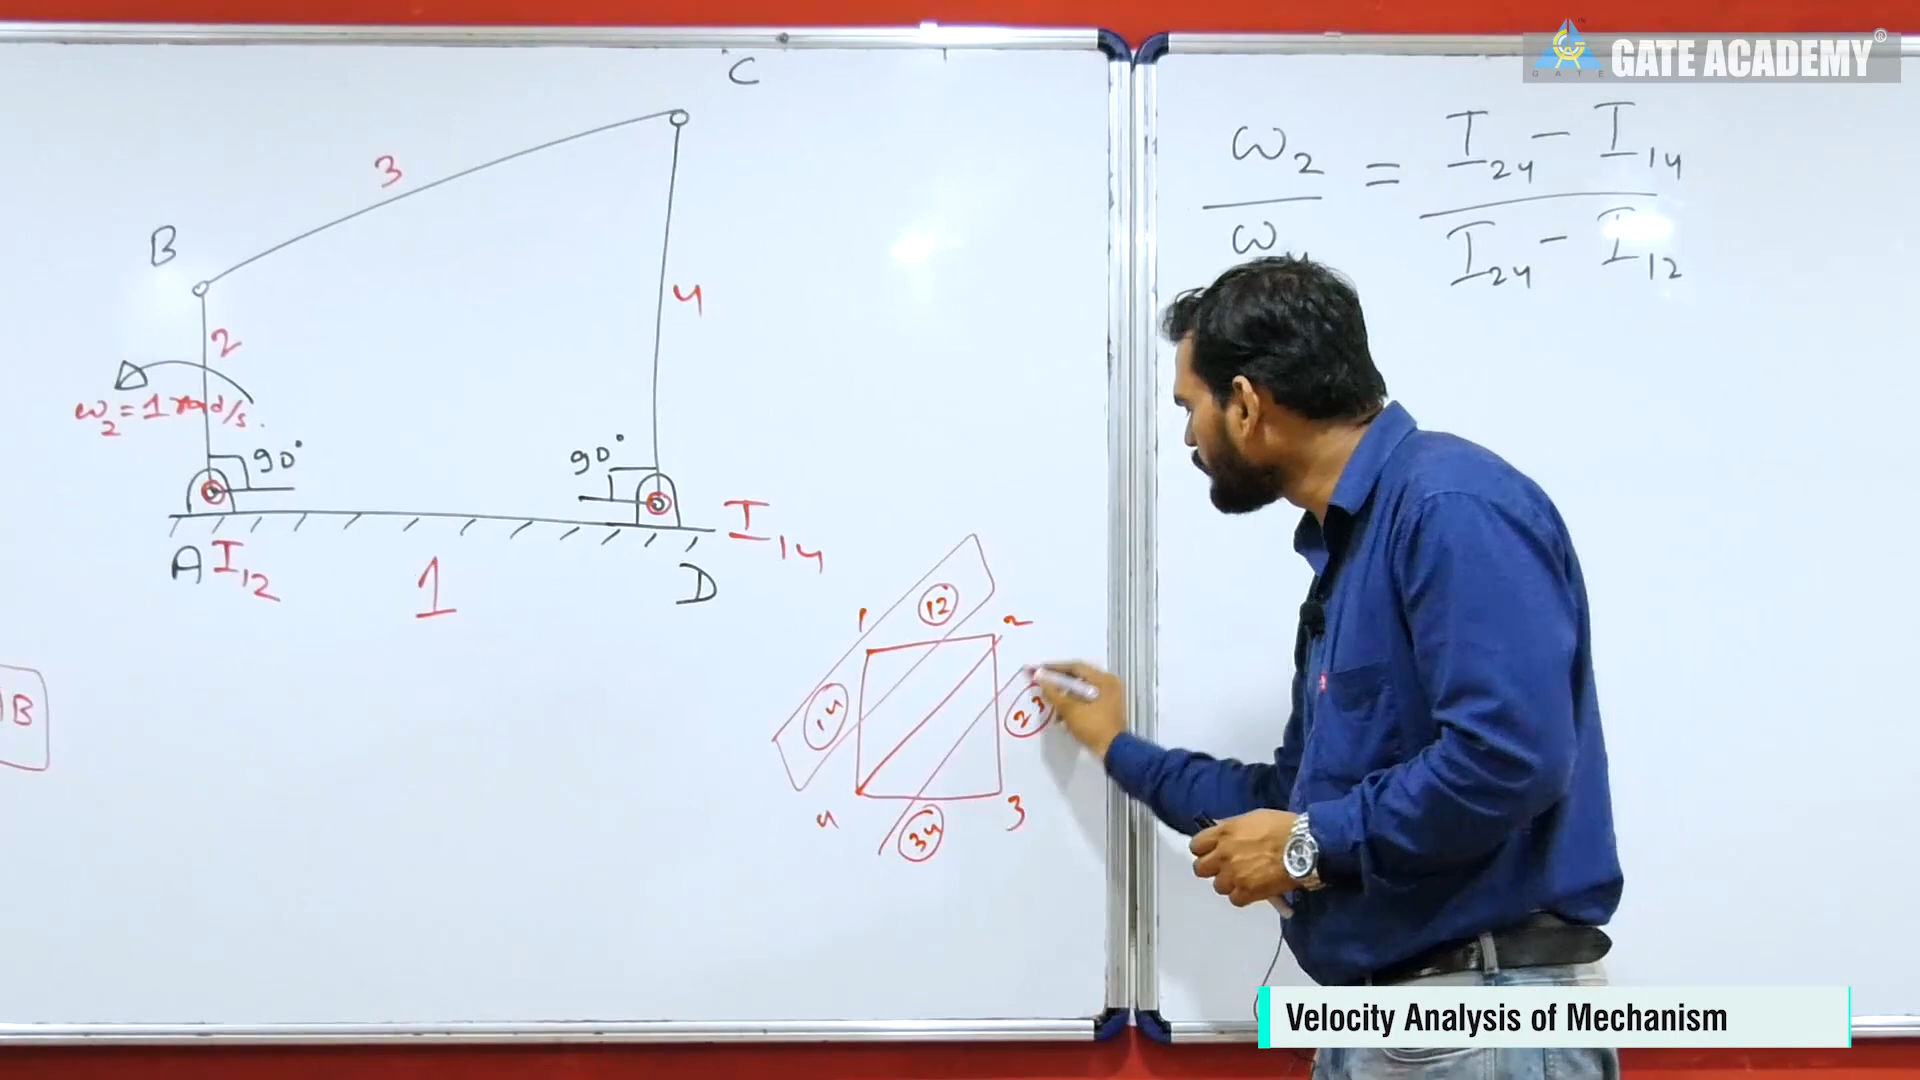 GATE ACADEMY®
GATE
C
3
B
2
4
ω2 = 1 rad/s.
90°
90°
A I12
1
D
I14
ω2
=
I24 - I14
ω4
I24 - I12
1
12
2
14
23
4
34
3
B
Velocity Analysis of Mechanism